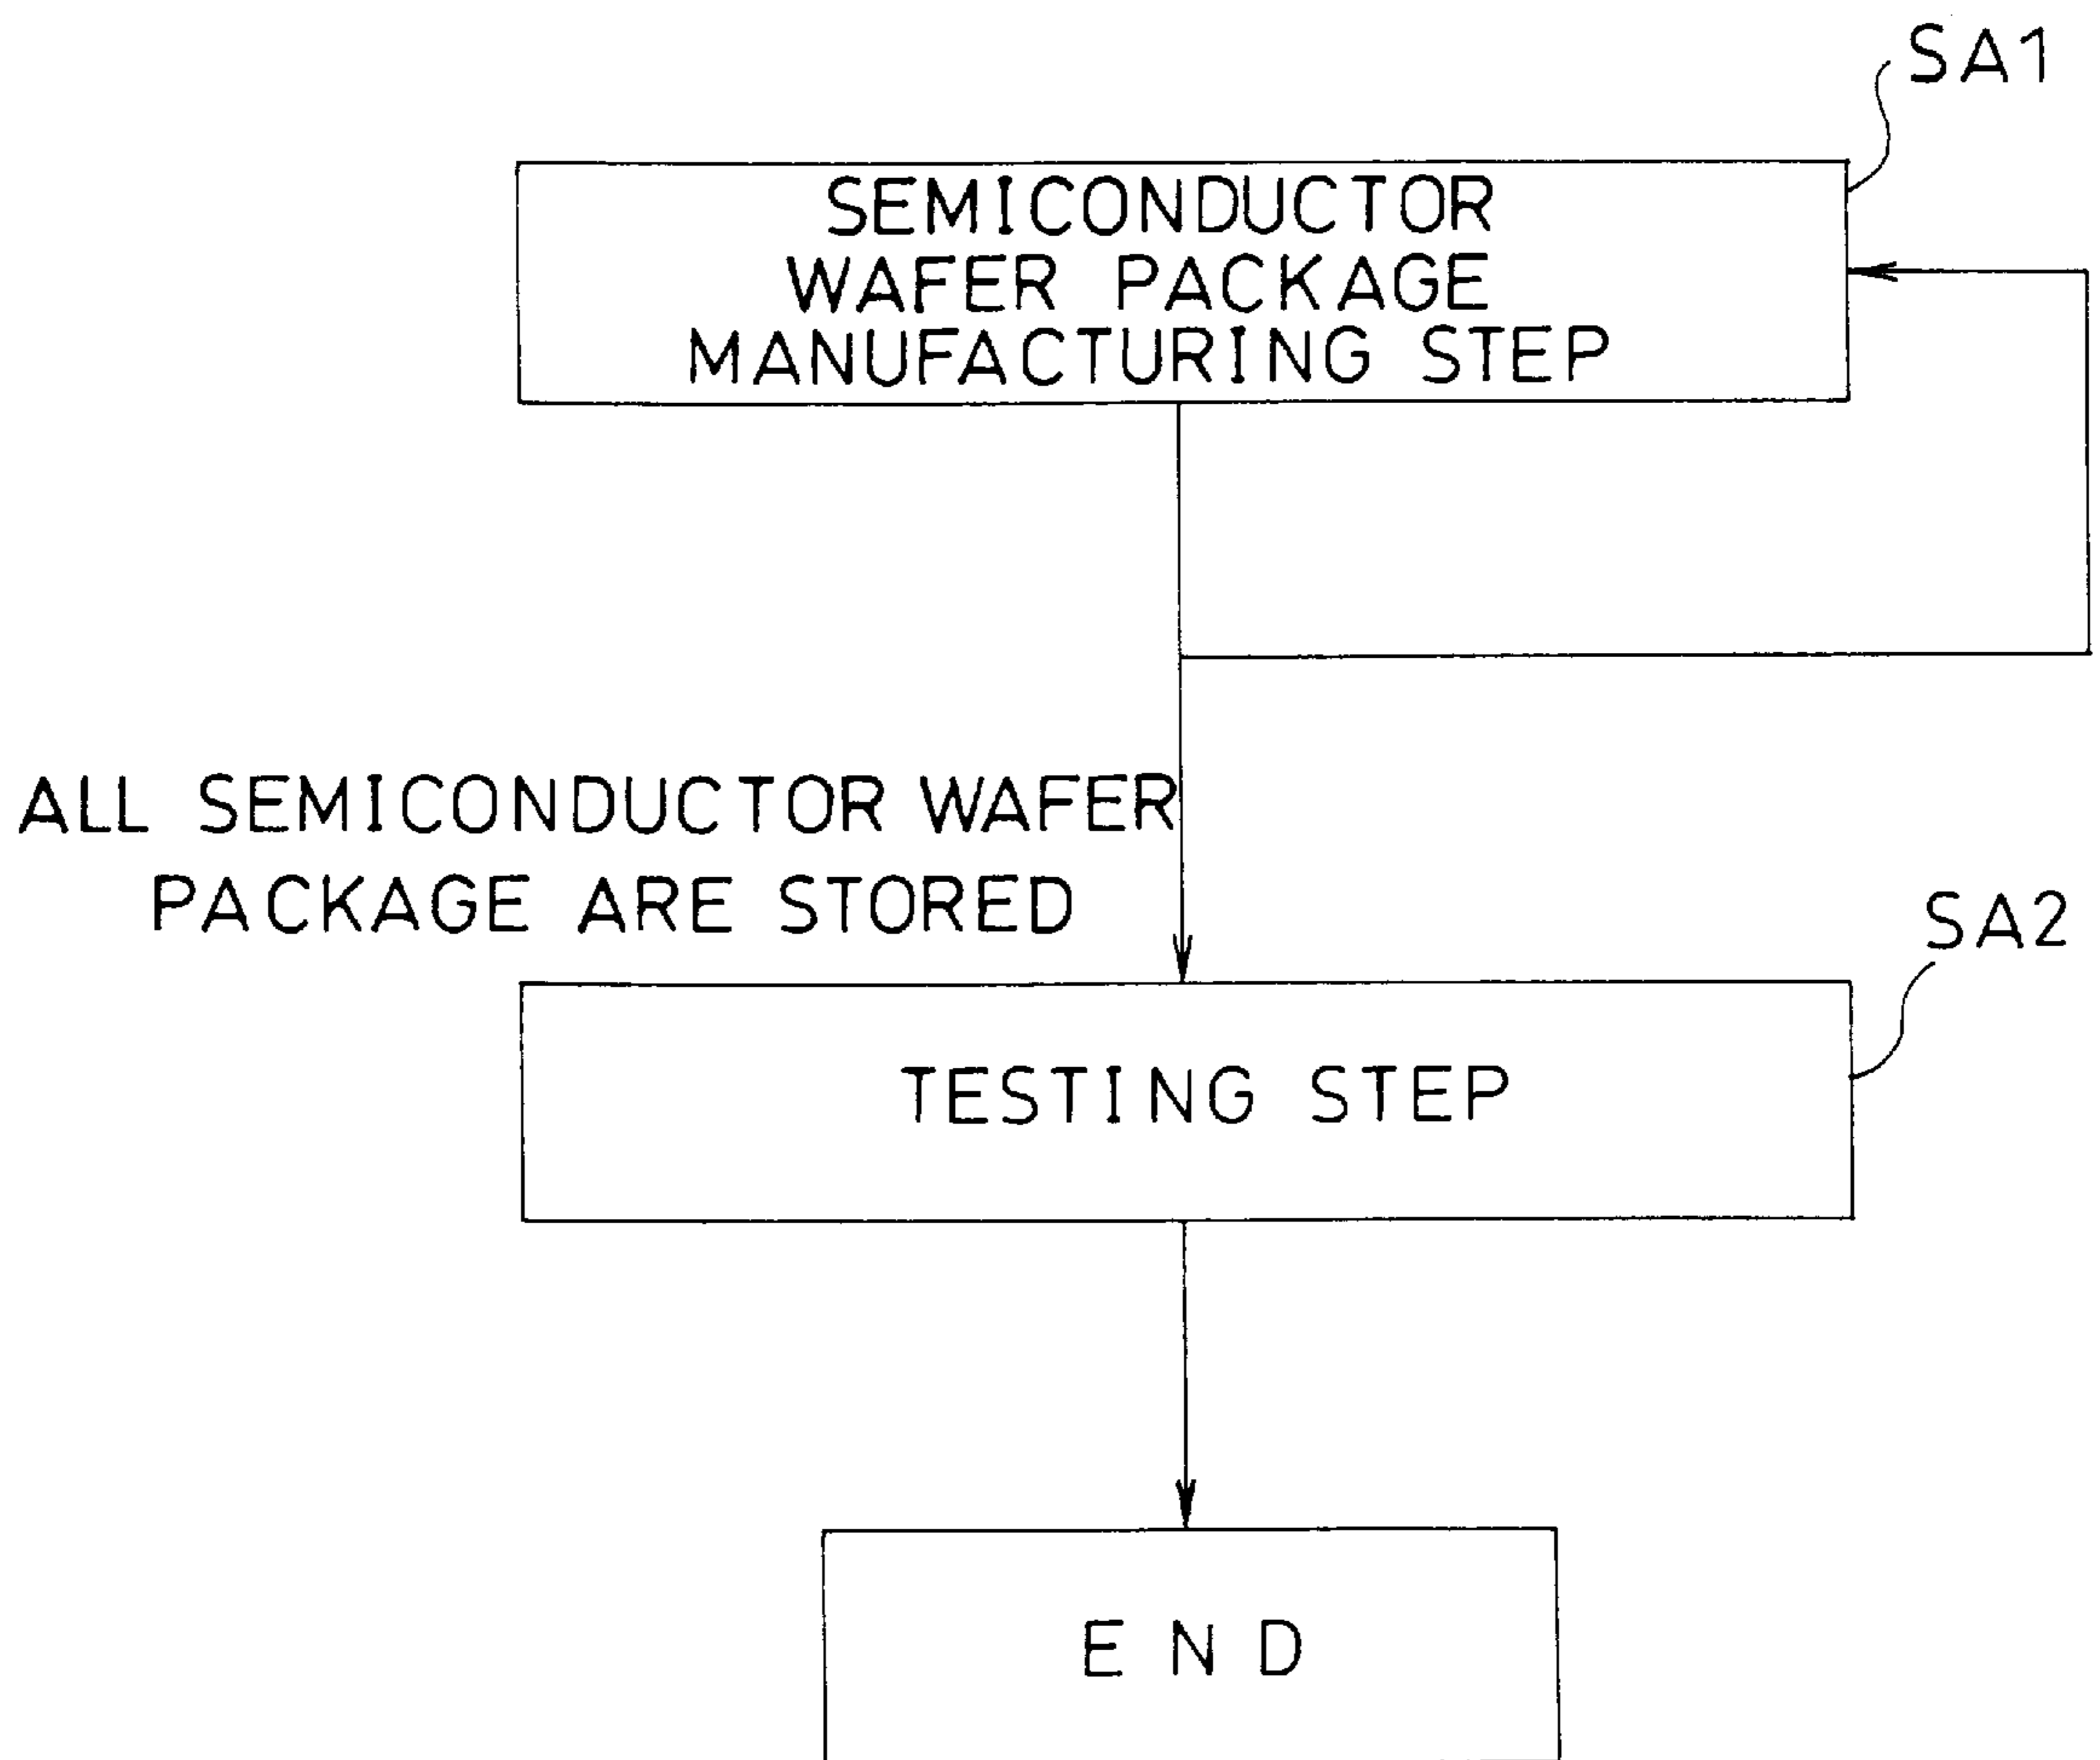 SA1
SEMICONDUCTOR
WAFER PACKAGE
MANUFACTURING STEP
ALL SEMICONDUCTOR WAFER
PACKAGE ARE STORED
SA2
TESTING STEP
END